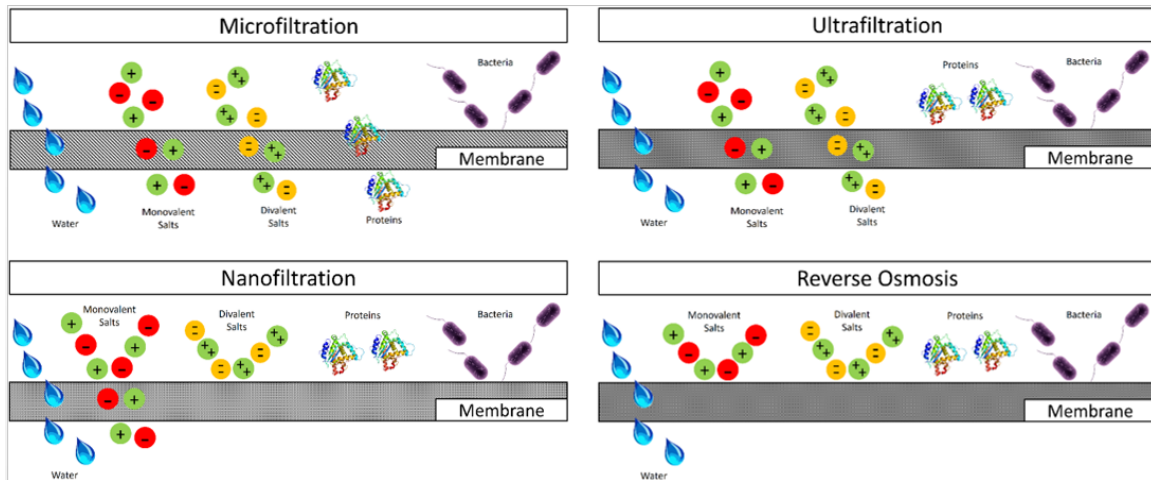 Microfiltration
Bacteria
Membrane
Water
Monovalent
Salts
Divalent
Salts
Proteins
Ultrafiltration
Proteins
Bacteria
Membrane
Water
Monovalent
Salts
Divalent
Salts
Nanofiltration
Monovalent
Salts
Divalent
Salts
Proteins
Bacteria
Membrane
Water
Reverse Osmosis
Monovalent
Salts
Divalent
Salts
Proteins
Bacteria
Membrane
Water